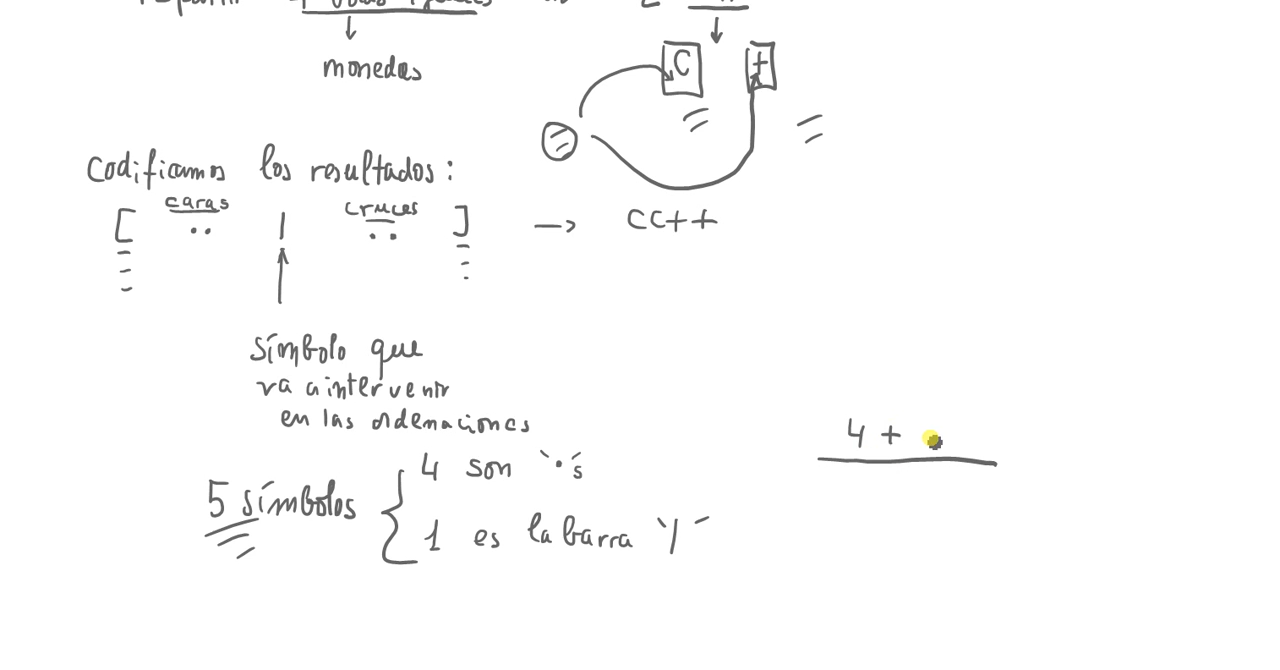 monedas
C +
Codificamos los resultados:
caras cruces
[ •• | •• ] → CC++
símbolo que
va a intervenir
en las ordenaciones
4 + 
5 símbolos { 4 son '•'s
1 es la barra '|'